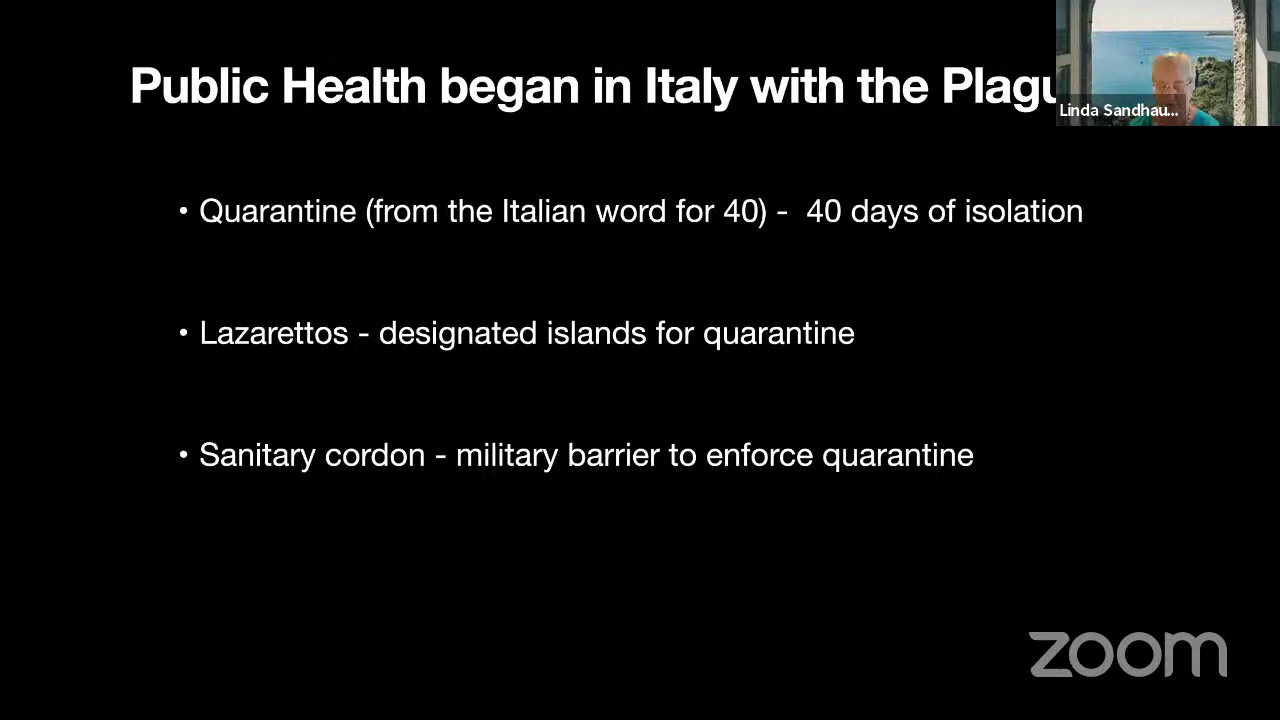 Public Health began in Italy with the Plagu
Linda Sandhau...
• Quarantine (from the Italian word for 40) -  40 days of isolation
• Lazarettos - designated islands for quarantine
• Sanitary cordon - military barrier to enforce quarantine
zoom